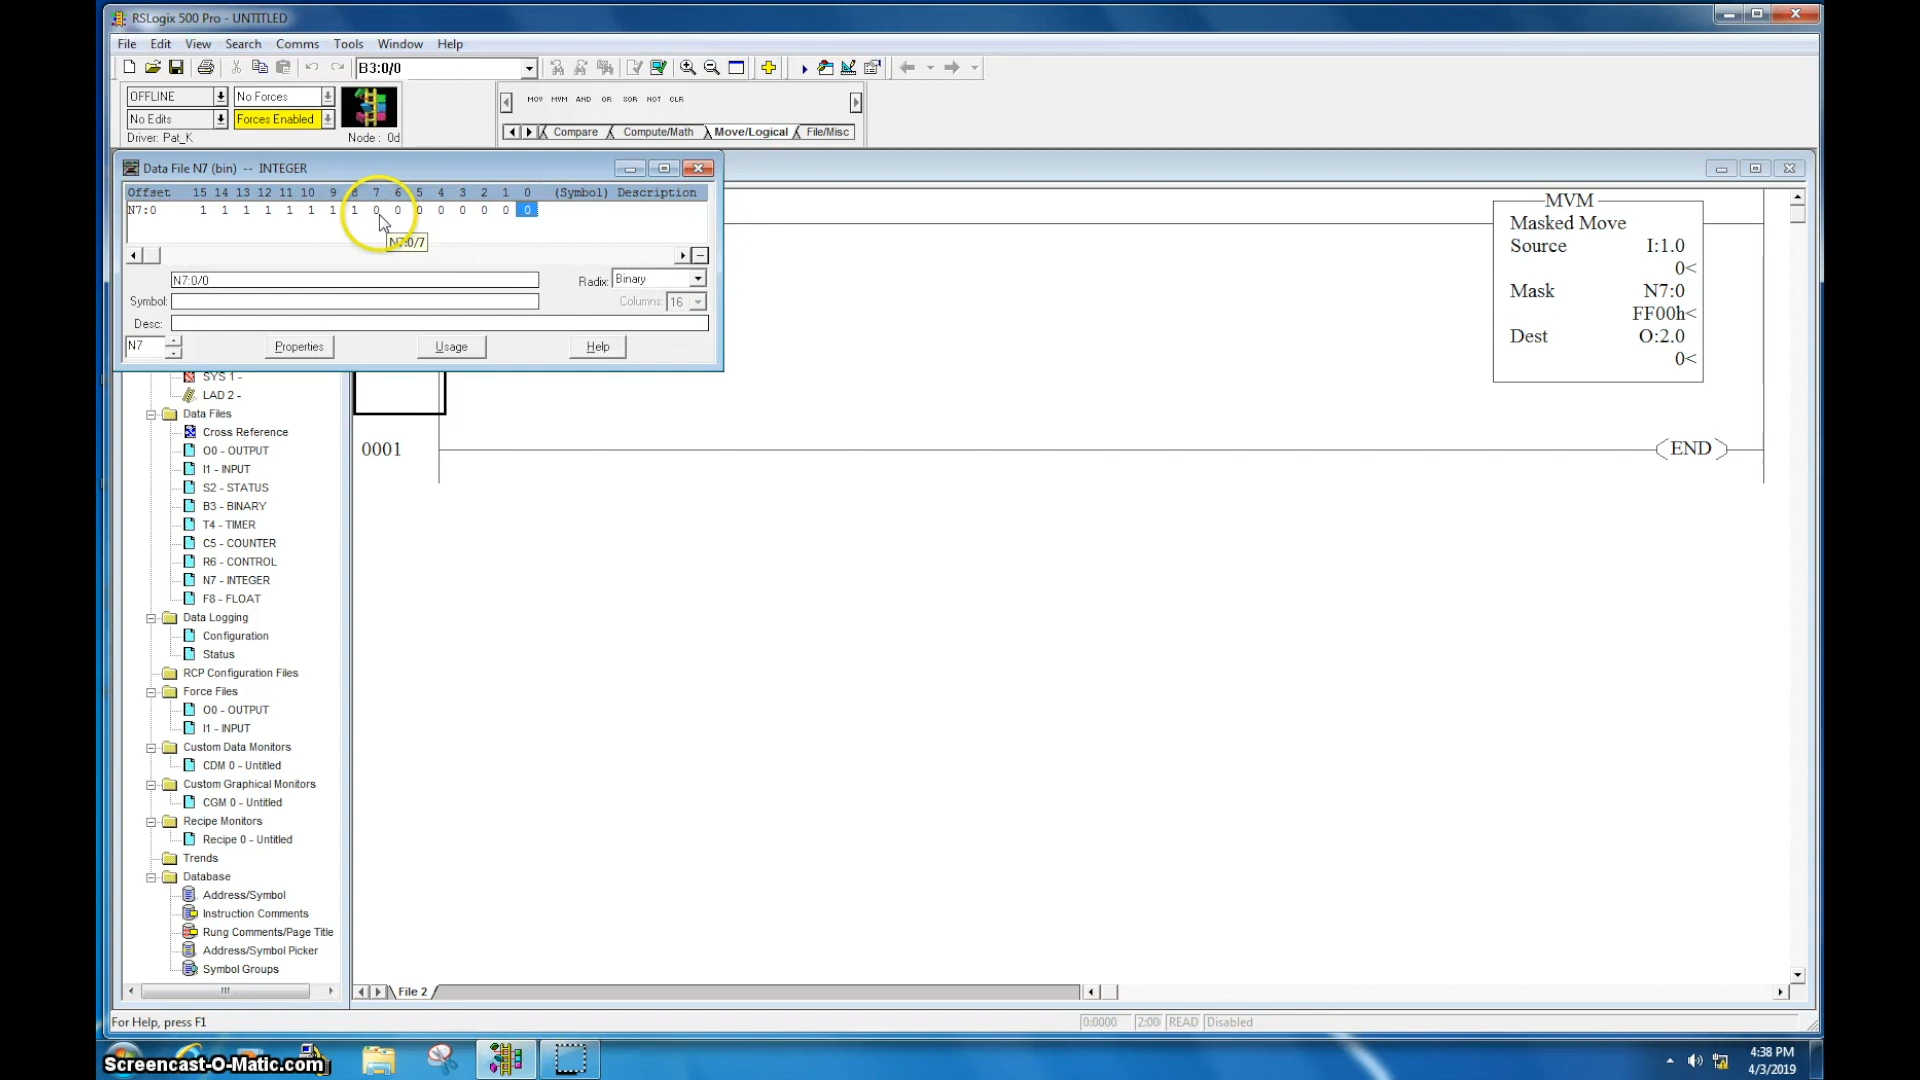 RSLogix 500 Pro - UNTITLED
File Edit View Search Comms Tools Window Help
B3:0/0
OFFLINE No Forces
No Edits Forces Enabled
Driver: Pat_K Node : 0d
MOV MVM AND OR XOR NOT CLR
Compare Compute/Math Move/Logical File/Misc
Data File N7 (bin) -- INTEGER
Offset 15 14 13 12 11 10 9 8 7 6 5 4 3 2 1 0 (Symbol) Description
N7:0 1 1 1 1 1 1 1 1 0 0 0 0 0 0 0 0
N7:0/7
N7:0/0
Radix: Binary
Symbol:
Columns: 16
Desc:
N7 Properties Usage Help
MVM
Masked Move
Source I:1.0
0<
Mask N7:0
FF00h<
Dest O:2.0
0<
0001
END
SYS 1 -
LAD 2 -
Data Files
Cross Reference
O0 - OUTPUT
I1 - INPUT
S2 - STATUS
B3 - BINARY
T4 - TIMER
C5 - COUNTER
R6 - CONTROL
N7 - INTEGER
F8 - FLOAT
Data Logging
Configuration
Status
RCP Configuration Files
Force Files
O0 - OUTPUT
I1 - INPUT
Custom Data Monitors
CDM 0 - Untitled
Custom Graphical Monitors
CGM 0 - Untitled
Recipe Monitors
Recipe 0 - Untitled
Trends
Database
Address/Symbol
Instruction Comments
Rung Comments/Page Title
Address/Symbol Picker
Symbol Groups
File 2
For Help, press F1
0:0000 2:00 READ Disabled
Screencast-O-Matic.com
4:38 PM
4/3/2019